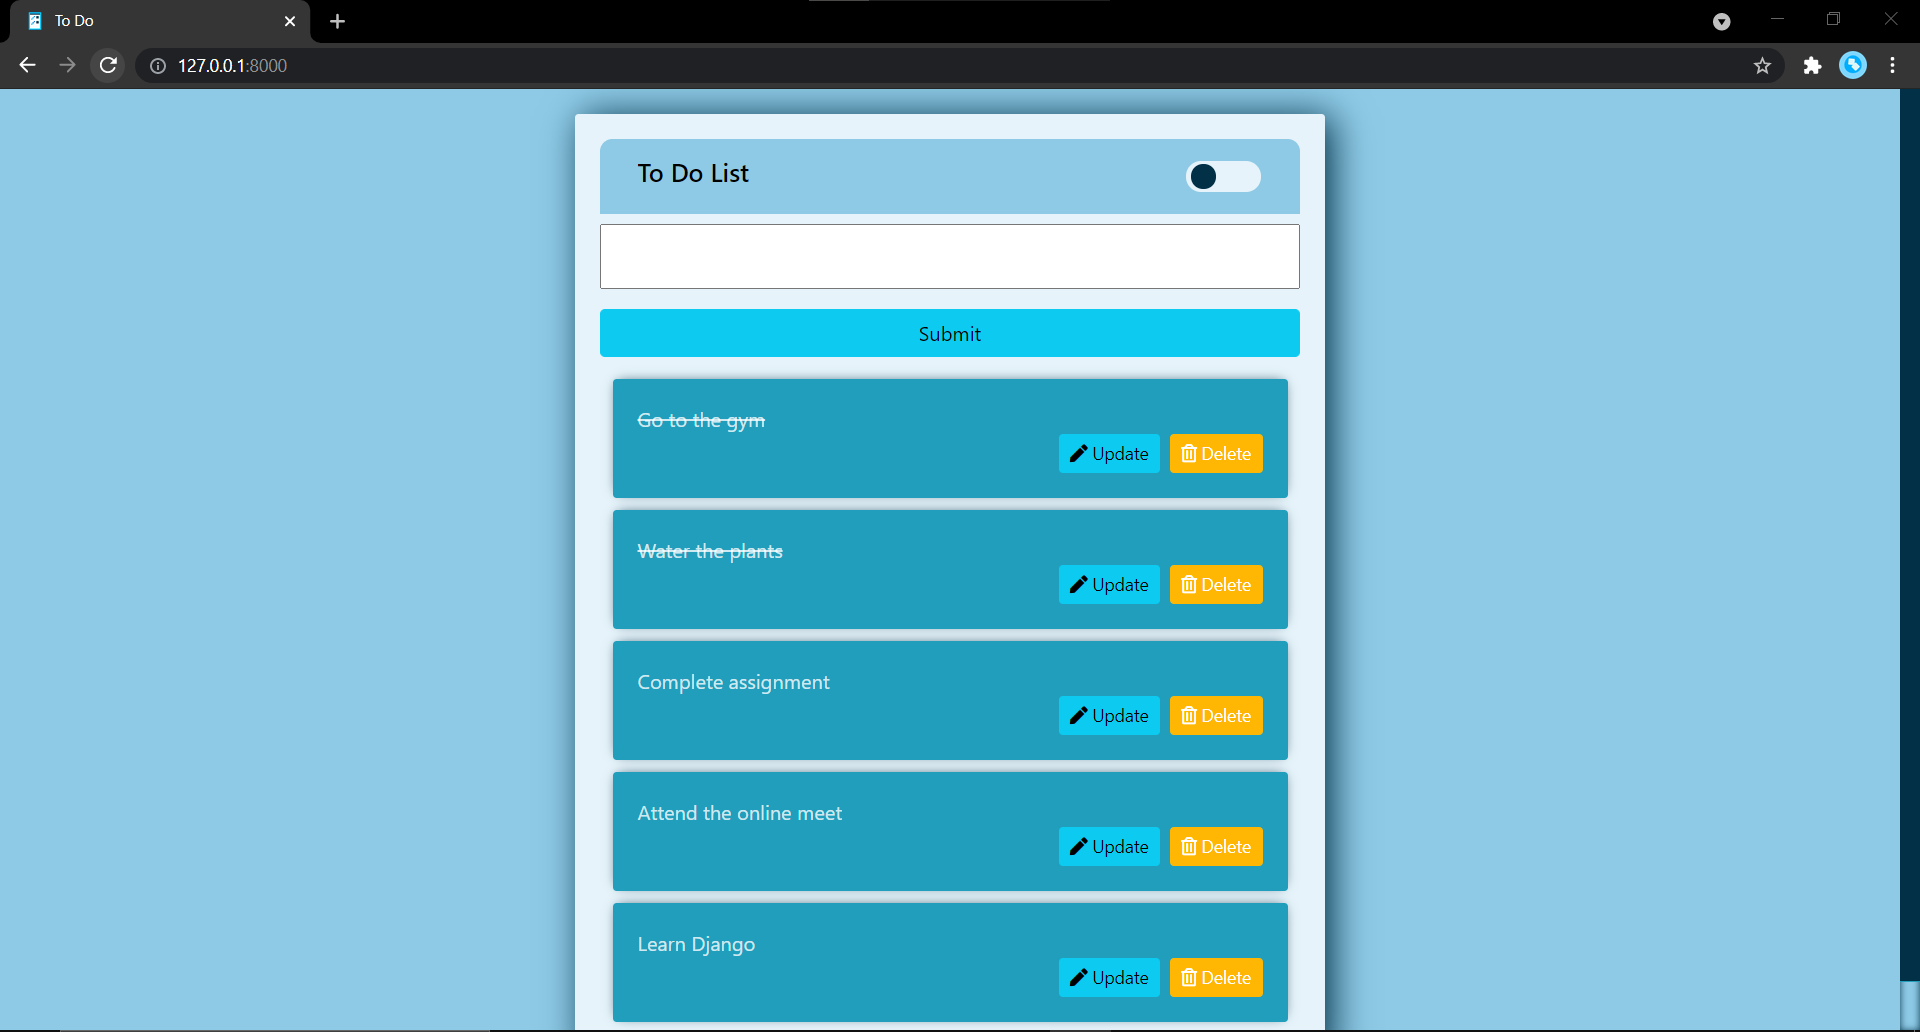 To Do
127.0.0.1:8000
To Do List
Submit
Go to the gym
Update Delete
Water the plants
Update Delete
Complete assignment
Update Delete
Attend the online meet
Update Delete
Learn Django
Update Delete